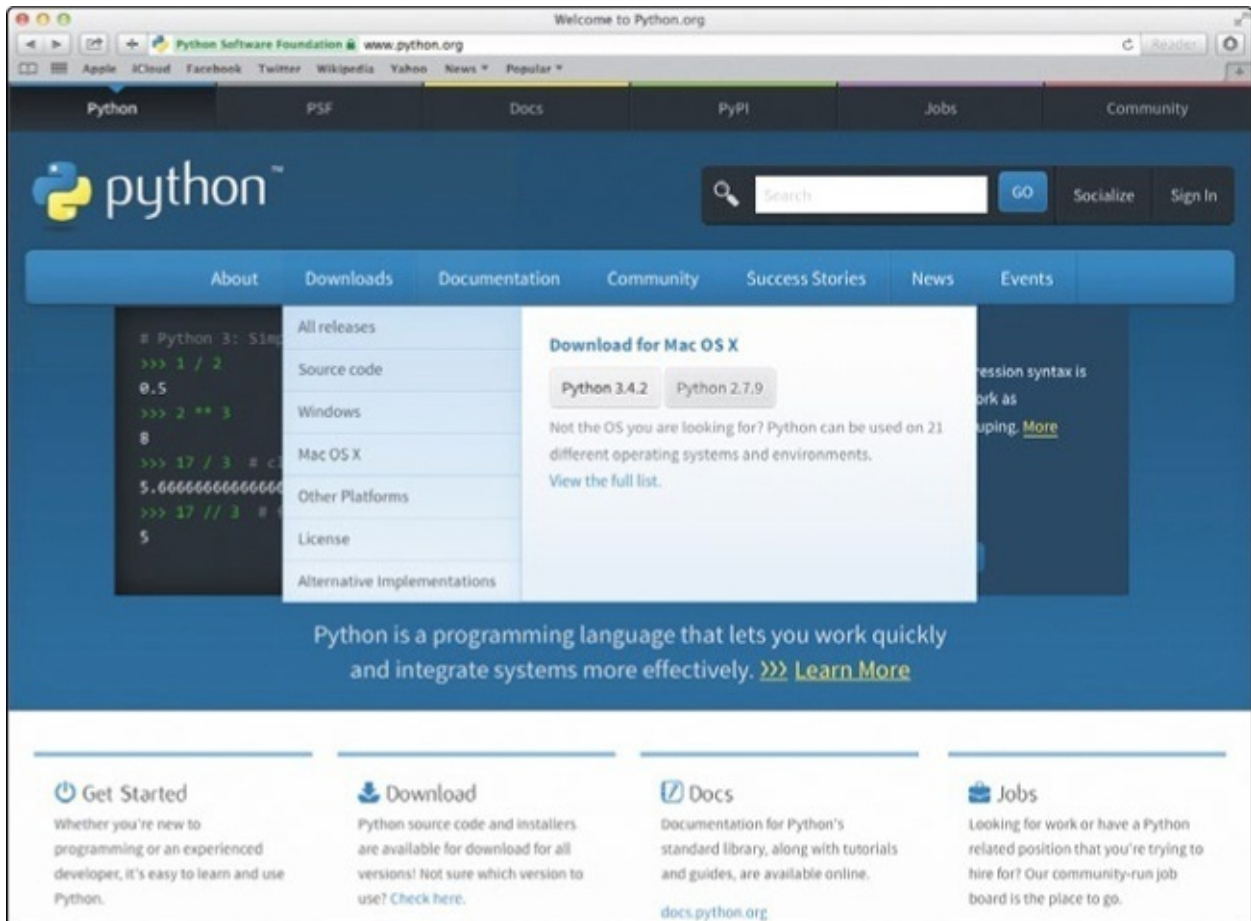 Welcome to Python.org
Python Software Foundation www.python.org
Reader
Apple iCloud Facebook Twitter Wikipedia Yahoo News Popular
Python PSF Docs PyPI Jobs Community
python™
Search
GO
Socialize
Sign In
About Downloads Documentation Community Success Stories News Events
# Python 3: Simp
>>> 1 / 2
0.5
>>> 2 ** 3
8
>>> 17 / 3 # cl
5.66666666666666
>>> 17 // 3 #
5
All releases
Source code
Windows
Mac OS X
Other Platforms
License
Alternative Implementations
Download for Mac OS X
Python 3.4.2 Python 2.7.9
Not the OS you are looking for? Python can be used on 21
different operating systems and environments.
View the full list.
ression syntax is
ork as
uping. More
Python is a programming language that lets you work quickly
and integrate systems more effectively. >>> Learn More
Get Started
Whether you're new to
programming or an experienced
developer, it's easy to learn and use
Python.
Download
Python source code and installers
are available for download for all
versions! Not sure which version to
use? Check here.
Docs
Documentation for Python's
standard library, along with tutorials
and guides, are available online.
docs.python.org
Jobs
Looking for work or have a Python
related position that you're trying to
hire for? Our community-run job
board is the place to go.